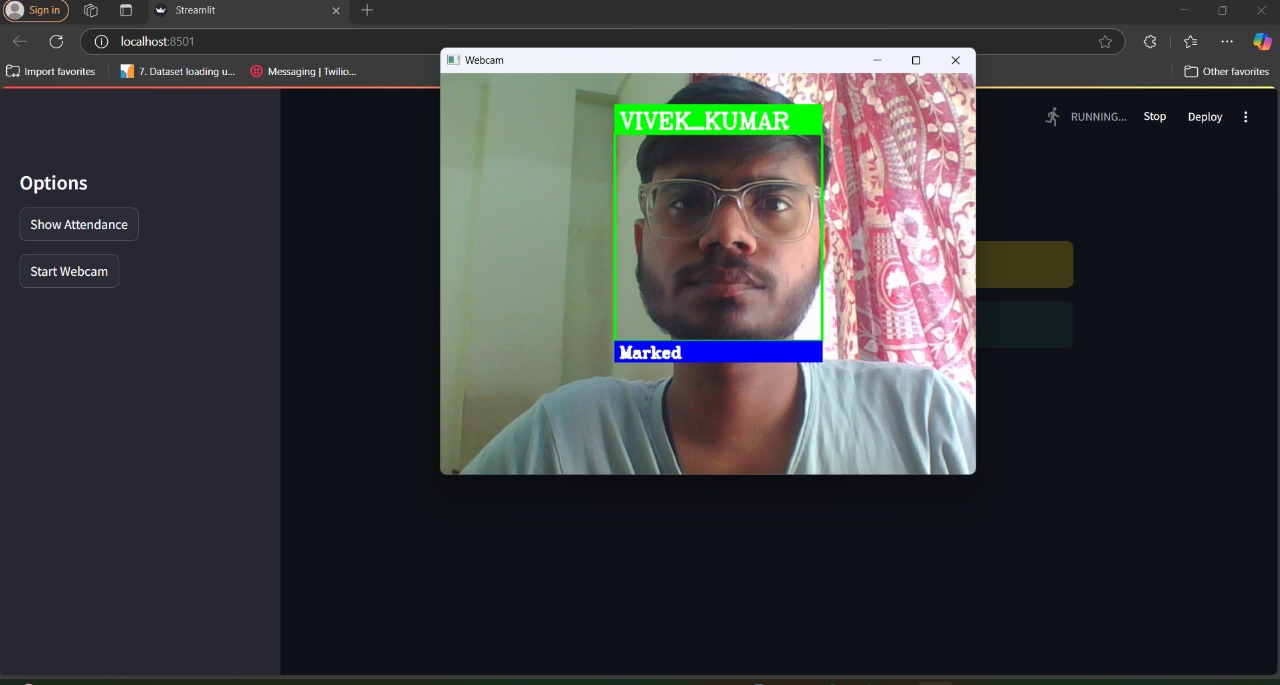 Sign in
Streamlit
localhost:8501
Import favorites
7. Dataset loading u...
Messaging | Twilio...
Other favorites
Webcam
RUNNING...
Stop
Deploy
VIVEK_KUMAR
Options
Show Attendance
Start Webcam
Marked